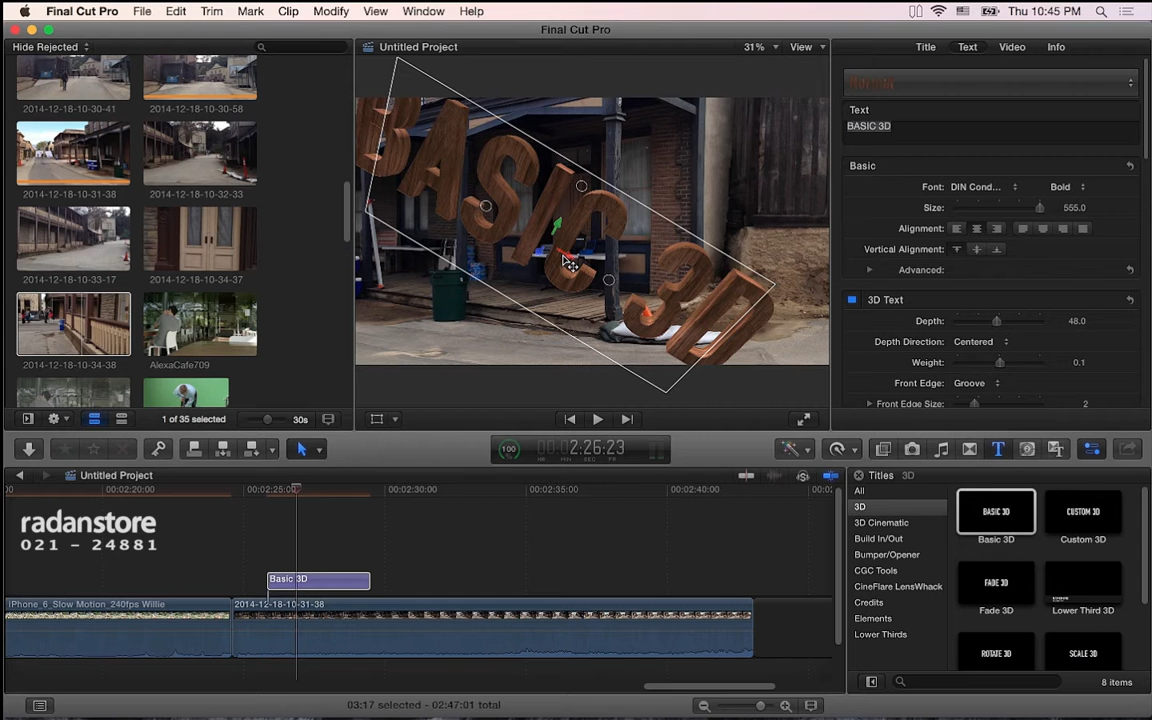 Final Cut Pro File Edit Trim Mark Clip Modify View Window Help Thu 10:45 PM
Final Cut Pro
Hide Rejected
Untitled Project 31% View
Title Text Video Info
2014-12-18-10-30-41 2014-12-18-10-30-58
2014-12-18-10-31-38 2014-12-18-10-32-33
2014-12-18-10-33-17 2014-12-18-10-34-37
2014-12-18-10-34-38 AlexaCafe709
1 of 35 selected 30s
BASIC 3D
Text
BASIC 3D
Basic
Font: DIN Cond... Bold
Size: 555.0
Alignment:
Vertical Alignment:
Advanced:
3D Text
Depth: 48.0
Depth Direction: Centered
Weight: 0.1
Front Edge: Groove
Front Edge Size: 2
100 00:00:2:26:23
HR MIN SEC FR
Untitled Project
Titles 3D
00:02:20:00 00:02:25:00 00:02:30:00 00:02:35:00 00:02:40:00
radanstore
021 - 24881
Basic 3D
iPhone_6_Slow Motion_240fps Willie 2014-12-18-10-31-38
All
3D
3D Cinematic
Build In/Out
Bumper/Opener
CGC Tools
CineFlare LensWhack
Credits
Elements
Lower Thirds
BASIC 3D CUSTOM 3D
Basic 3D Custom 3D
FADE 3D
Fade 3D Lower Third 3D
ROTATE 3D SCALE 3D
8 items
03:17 selected - 02:47:01 total